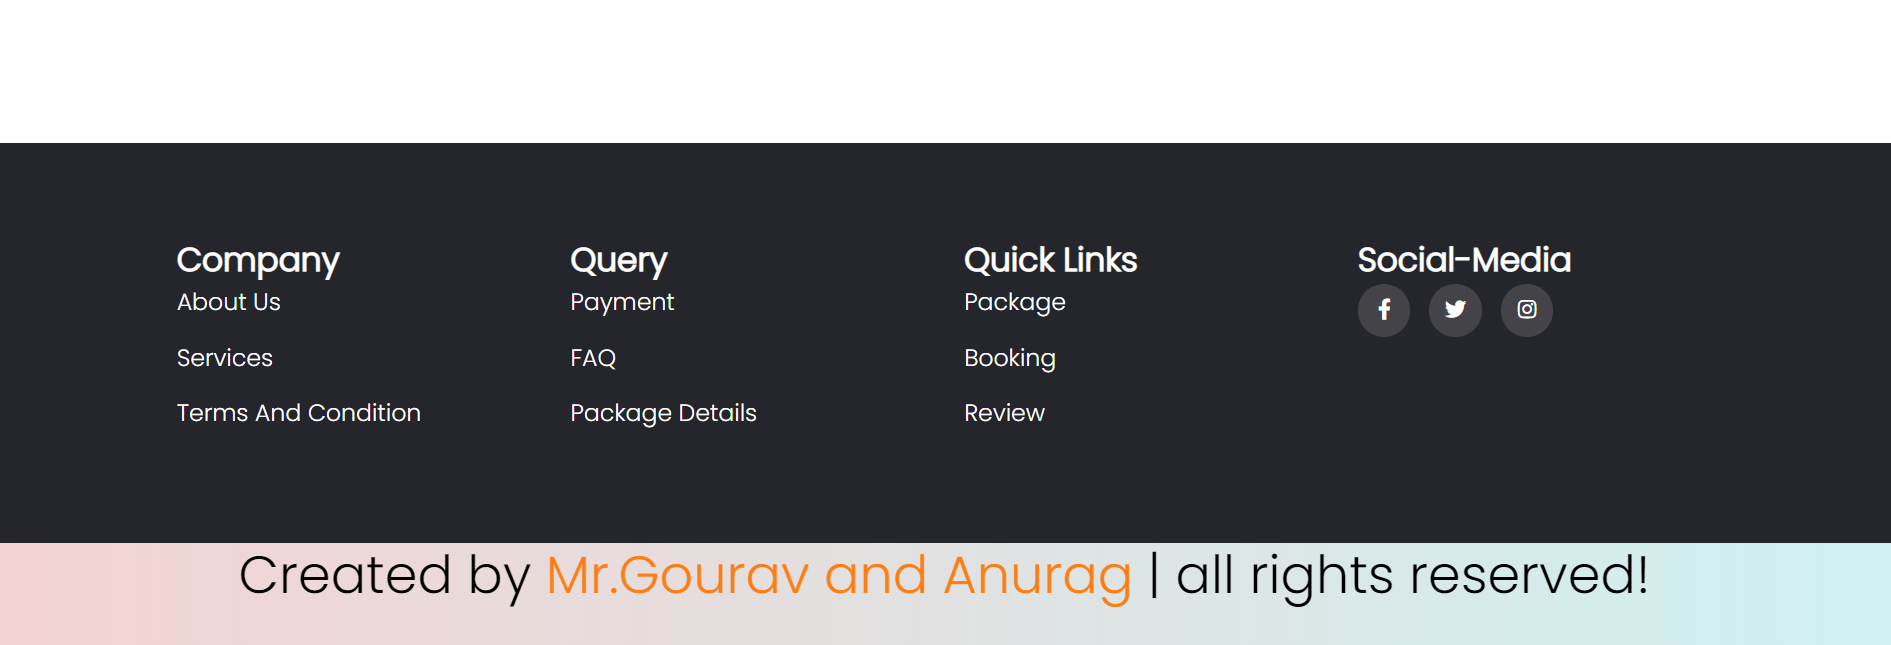 Company
About Us
Services
Terms And Condition
Query
Payment
FAQ
Package Details
Quick Links
Package
Booking
Review
Social-Media
Created by Mr.Gourav and Anurag | all rights reserved!